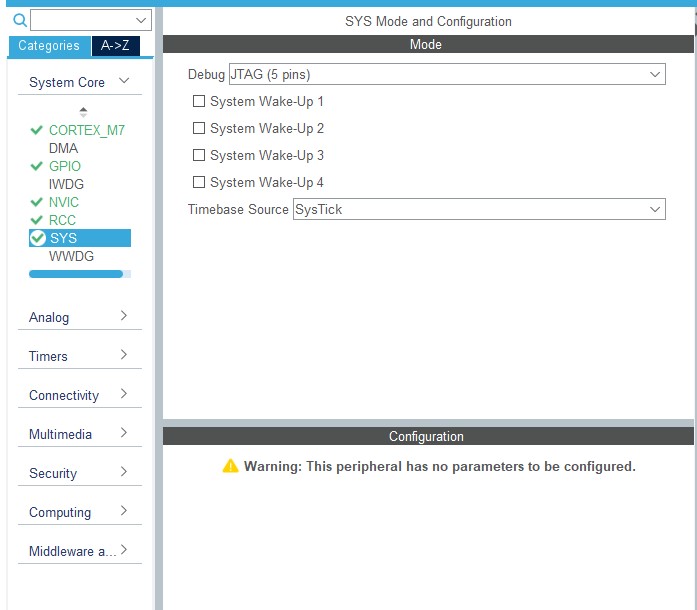 SYS Mode and Configuration
Categories
A->Z
Mode
System Core
Debug JTAG (5 pins)
System Wake-Up 1
System Wake-Up 2
System Wake-Up 3
System Wake-Up 4
Timebase Source SysTick
CORTEX_M7
DMA
GPIO
IWDG
NVIC
RCC
SYS
WWDG
Analog
Timers
Connectivity
Multimedia
Security
Computing
Middleware a...
Configuration
Warning: This peripheral has no parameters to be configured.